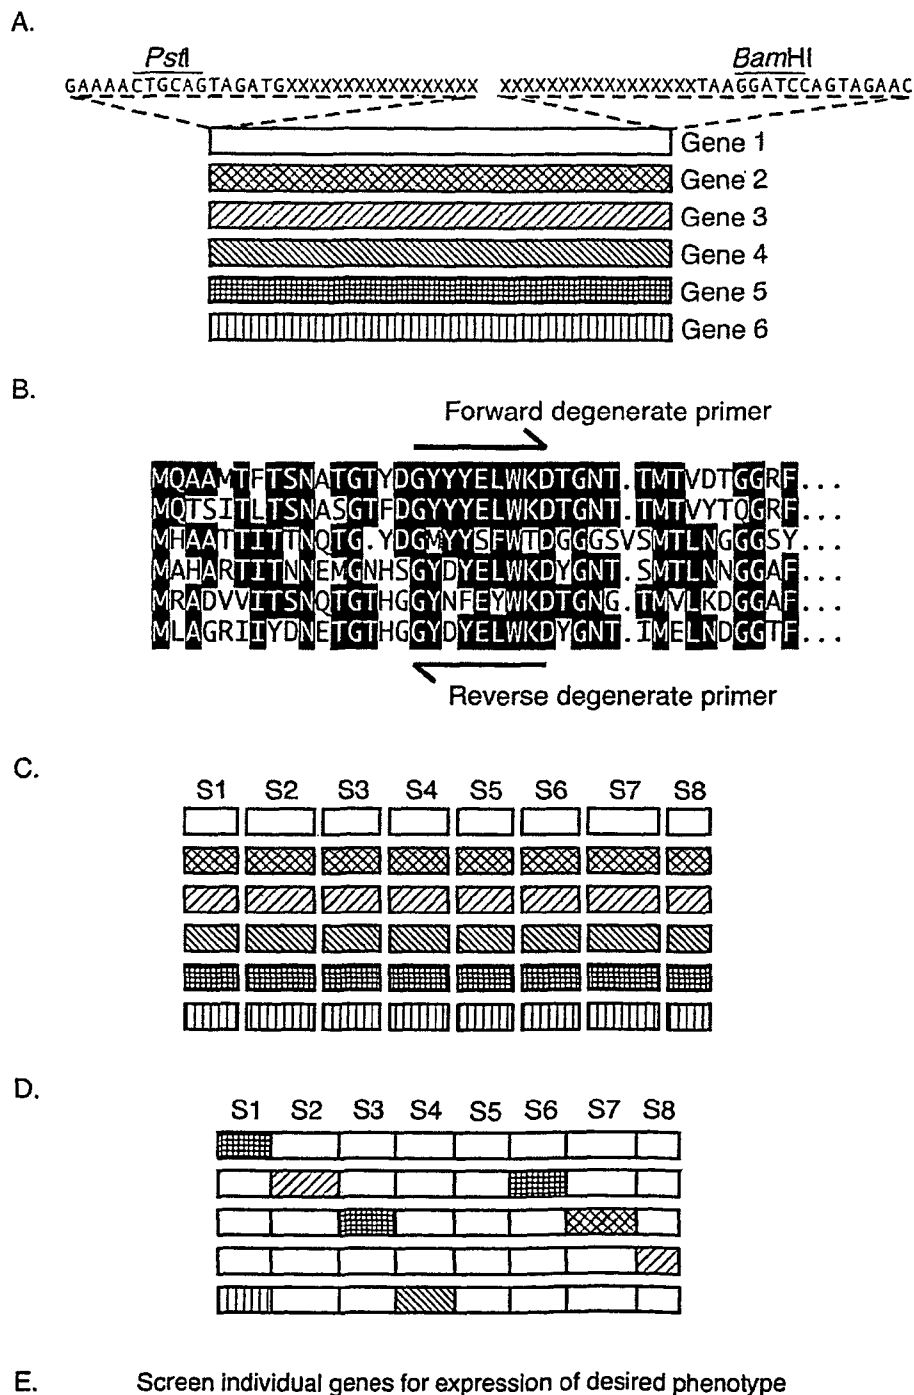 A.
PstI BamHI
GAAAACTGCAGTAGATGXXXXXXXXXXXXXXXXX XXXXXXXXXXXXXXXXXTAAGGATCCAGTAGAAC
Gene 1
Gene 2
Gene 3
Gene 4
Gene 5
Gene 6
B.
Forward degenerate primer
MQAAMTFTSNATGTYDGYYYELWKDTGNT.TMTVDTGGRF...
MQTSITLTSNASGTFDGYYYELWKDTGNT.TMTVYTQGRF...
MHAATTITTNQTG.YDGMYYSFWTDGGGSVSMTLNGGGSY...
MAHARTITNNEMGNHSGYDYELWKDYGNT.SMTLNNGGAF...
MRADVVITSNQTGTHGGYNFEYWKDTGNG.TMVLKDGGAF...
MLAGRIIYDNETGTHGGYDYELWKDYGNT.IMELNDGGTF...
Reverse degenerate primer
C.
S1 S2 S3 S4 S5 S6 S7 S8
D.
S1 S2 S3 S4 S5 S6 S7 S8
E. Screen individual genes for expression of desired phenotype